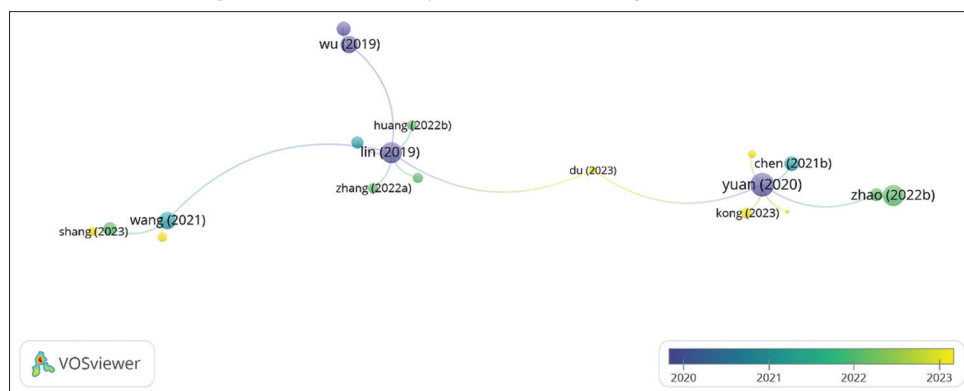 wu (2019)
huang (2022b)
lin (2019)
zhang (2022a)
du (2023)
chen (2021b)
yuan (2020)
zhao (2022b)
kong (2023)
wang (2021)
shang (2023)
VOSviewer
2020 2021 2022 2023